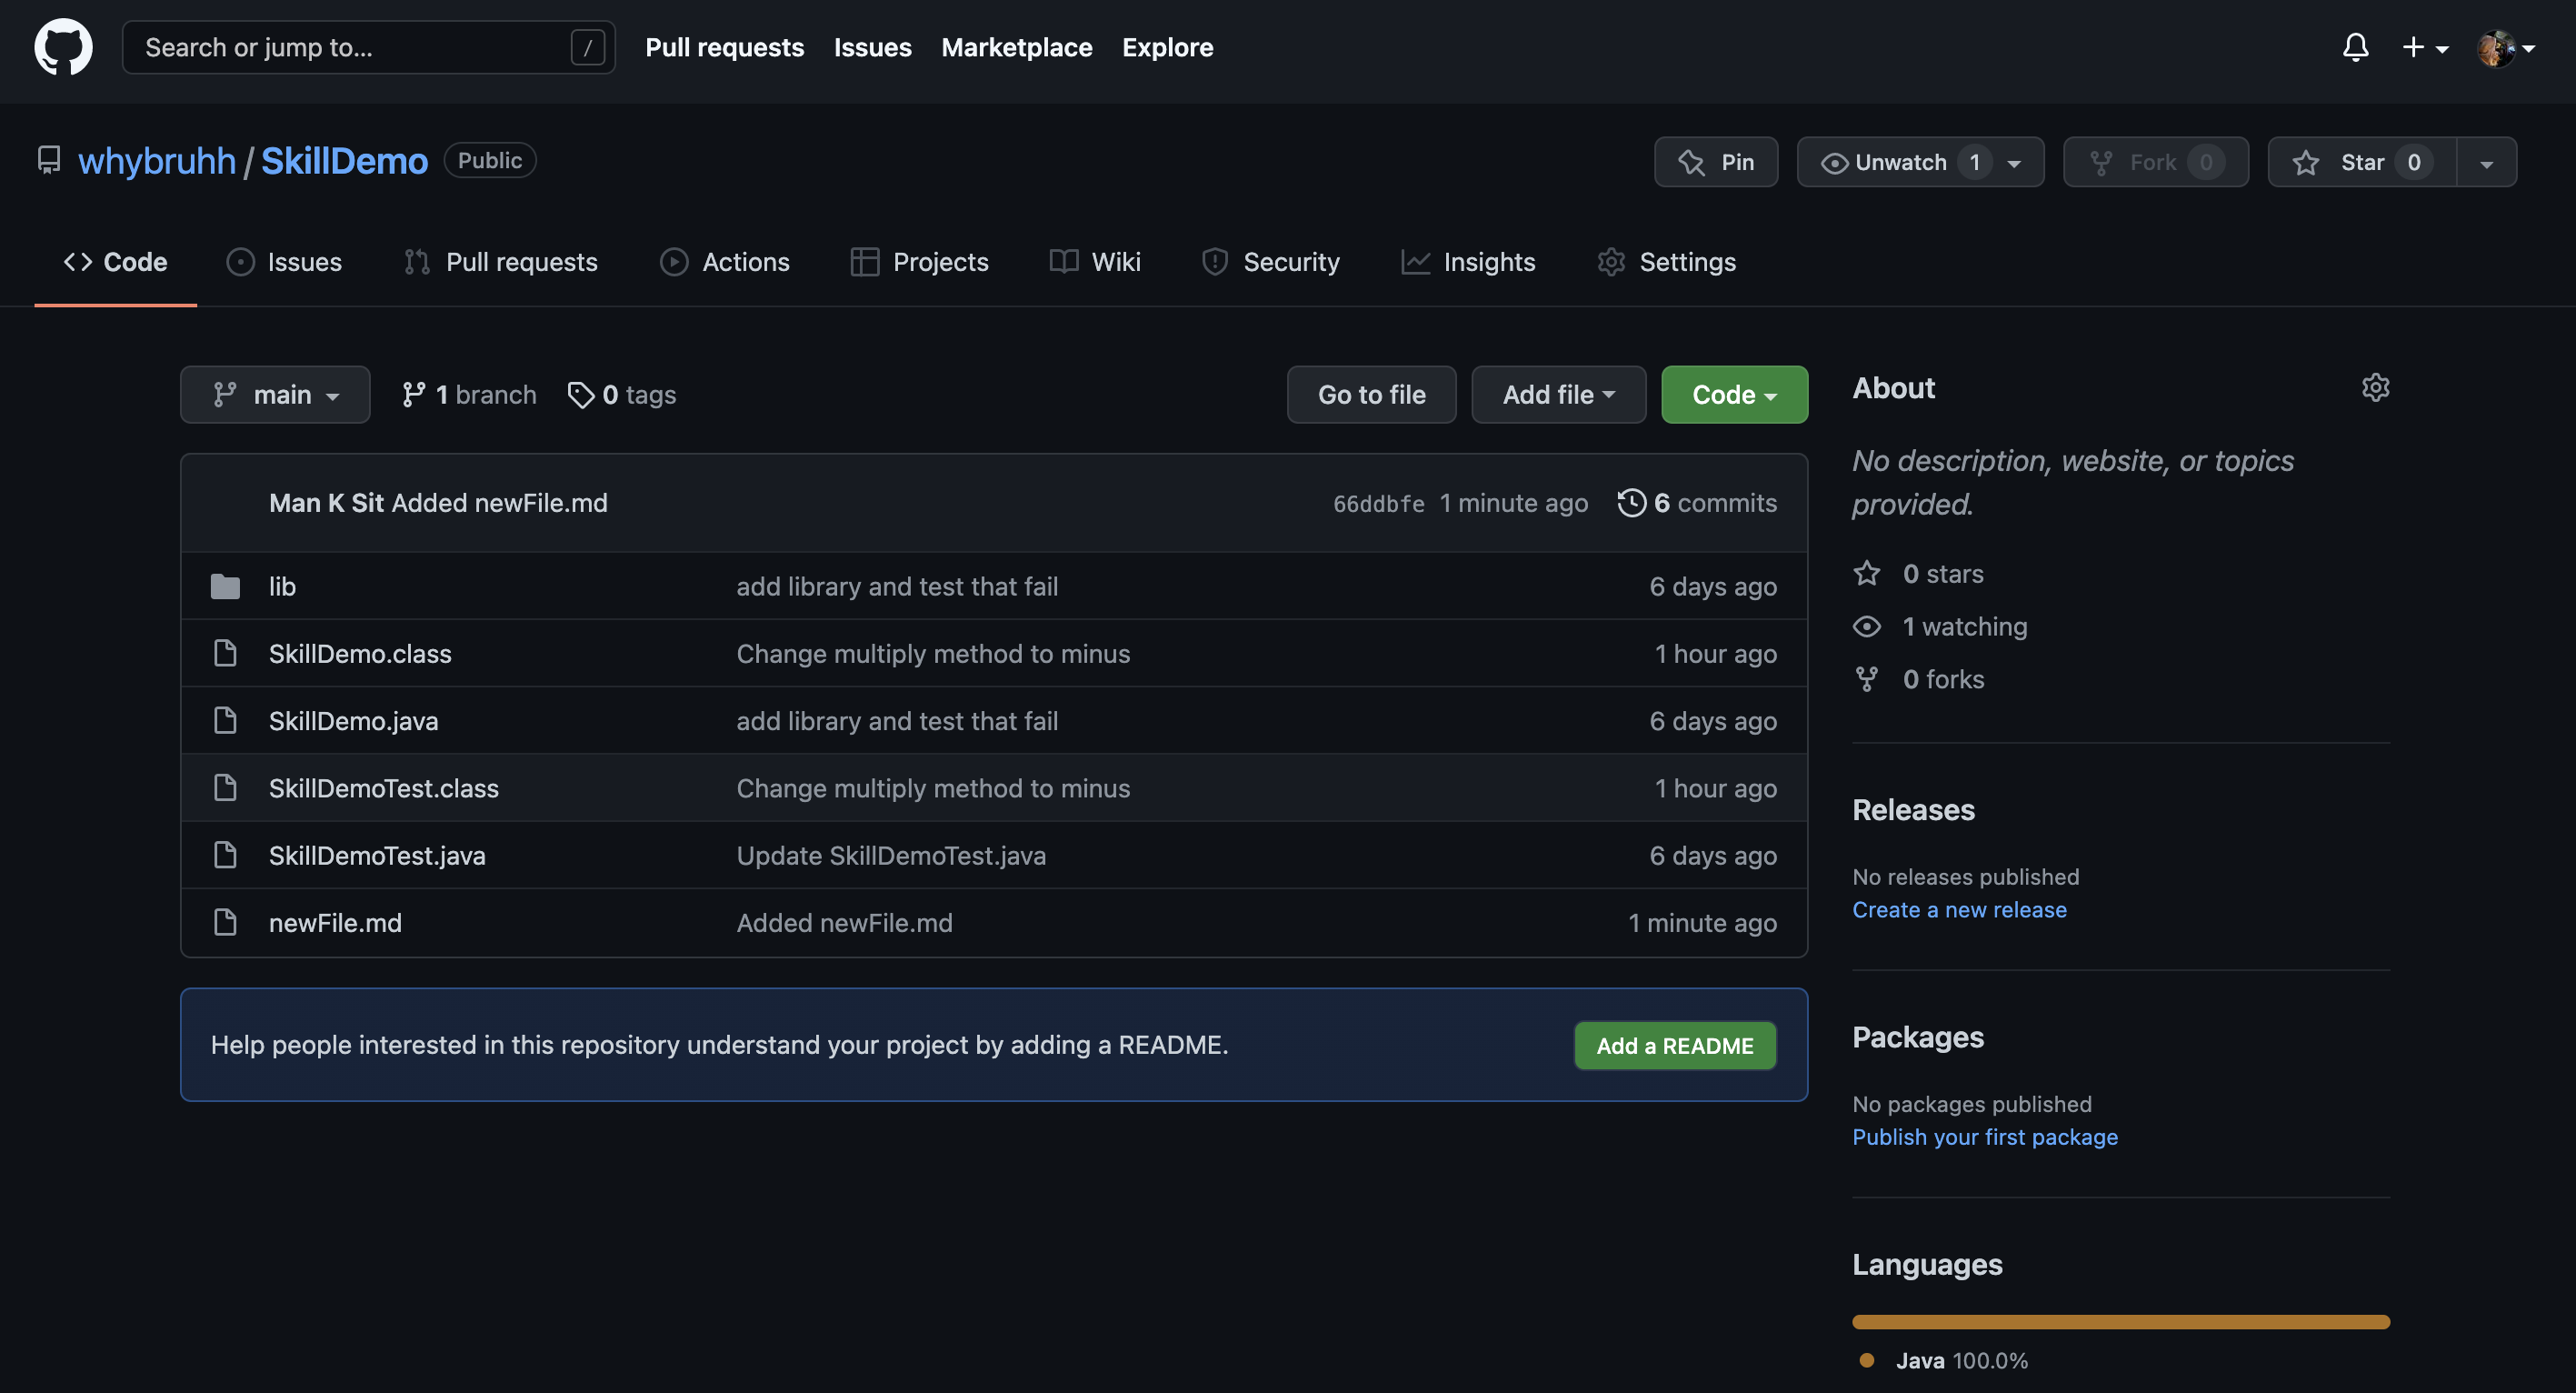 Search or jump to... /
Pull requests Issues Marketplace Explore
whybruhh / SkillDemo Public
Pin Unwatch 1 Fork 0 Star 0
Code Issues Pull requests Actions Projects Wiki Security Insights Settings
main 1 branch 0 tags Go to file Add file Code
Man K Sit Added newFile.md 66ddbfe 1 minute ago 6 commits
lib add library and test that fail 6 days ago
SkillDemo.class Change multiply method to minus 1 hour ago
SkillDemo.java add library and test that fail 6 days ago
SkillDemoTest.class Change multiply method to minus 1 hour ago
SkillDemoTest.java Update SkillDemoTest.java 6 days ago
newFile.md Added newFile.md 1 minute ago
Help people interested in this repository understand your project by adding a README. Add a README
About
No description, website, or topics
provided.
0 stars
1 watching
0 forks
Releases
No releases published
Create a new release
Packages
No packages published
Publish your first package
Languages
Java 100.0%